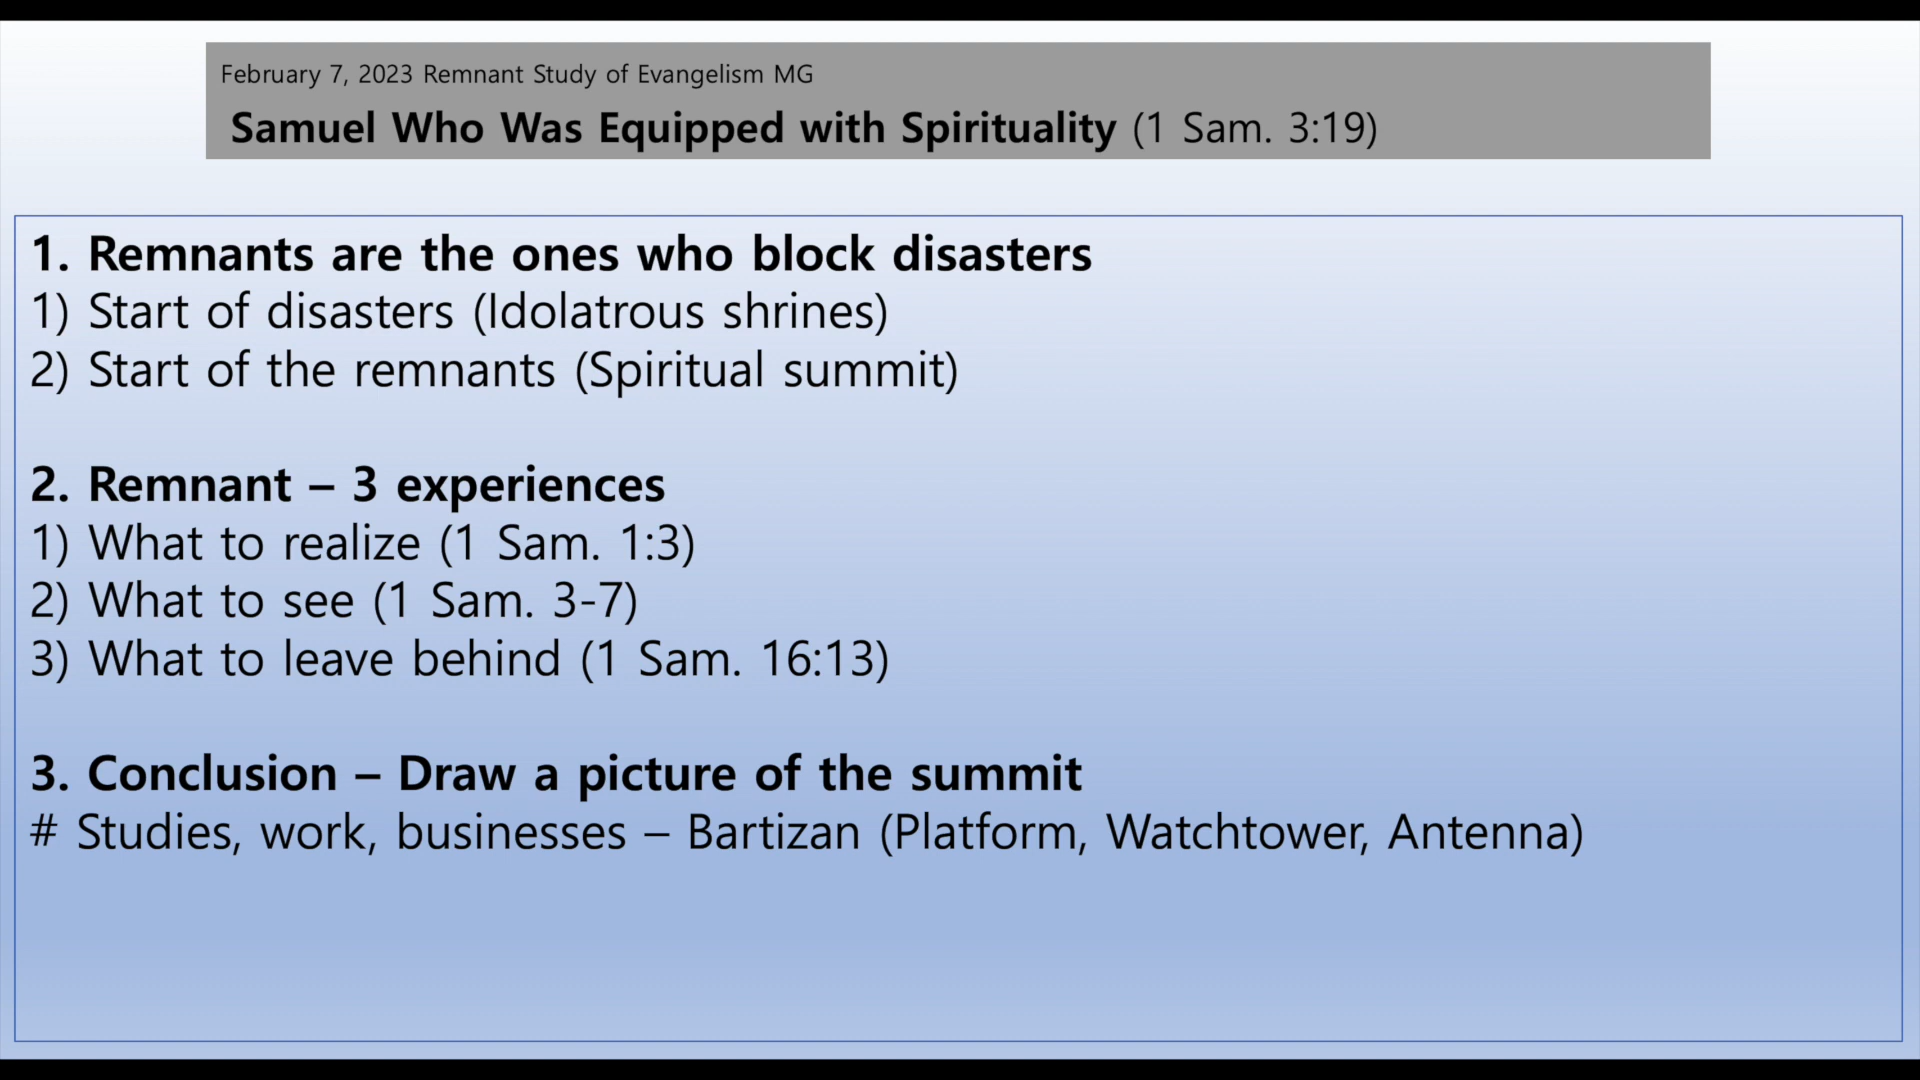 February 7, 2023 Remnant Study of Evangelism MG
Samuel Who Was Equipped with Spirituality (1 Sam. 3:19)
1. Remnants are the ones who block disasters
1) Start of disasters (Idolatrous shrines)
2) Start of the remnants (Spiritual summit)
2. Remnant – 3 experiences
1) What to realize (1 Sam. 1:3)
2) What to see (1 Sam. 3-7)
3) What to leave behind (1 Sam. 16:13)
3. Conclusion – Draw a picture of the summit
# Studies, work, businesses – Bartizan (Platform, Watchtower, Antenna)